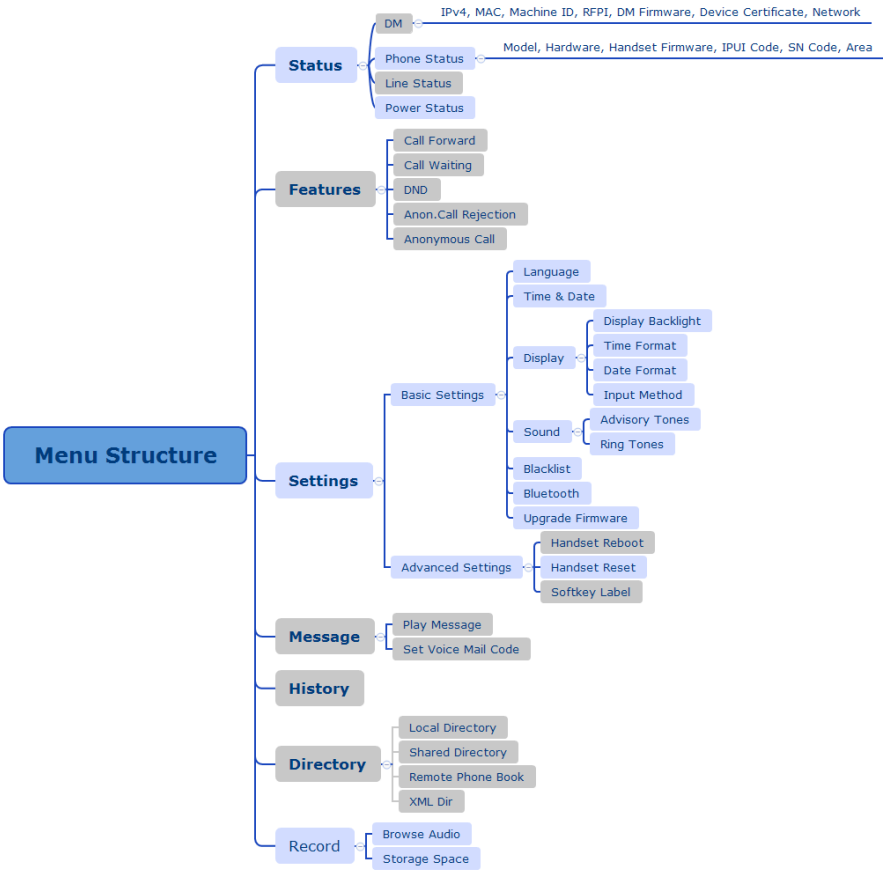 Menu Structure
Status
DM
IPv4, MAC, Machine ID, RFPI, DM Firmware, Device Certificate, Network
Phone Status
Model, Hardware, Handset Firmware, IPUI Code, SN Code, Area
Line Status
Power Status
Features
Call Forward
Call Waiting
DND
Anon.Call Rejection
Anonymous Call
Settings
Basic Settings
Language
Time & Date
Display
Display Backlight
Time Format
Date Format
Input Method
Sound
Advisory Tones
Ring Tones
Blacklist
Bluetooth
Upgrade Firmware
Advanced Settings
Handset Reboot
Handset Reset
Softkey Label
Message
Play Message
Set Voice Mail Code
History
Directory
Local Directory
Shared Directory
Remote Phone Book
XML Dir
Record
Browse Audio
Storage Space